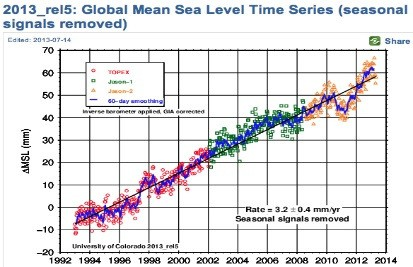 2013_rel5: Global Mean Sea Level Time Series (seasonal
signals removed)
Edited: 2013-07-14
Share
70
60
50
40
30
20
10
0
−10
−20
ΔMSL (mm)
TOPEX
Jason-1
Jason-2
60-day smoothing
Inverse barometer applied, GIA corrected
Rate = 3.2 ± 0.4 mm/yr
Seasonal signals removed
University of Colorado 2013_rel5
1992 1994 1996 1998 2000 2002 2004 2006 2008 2010 2012 2014